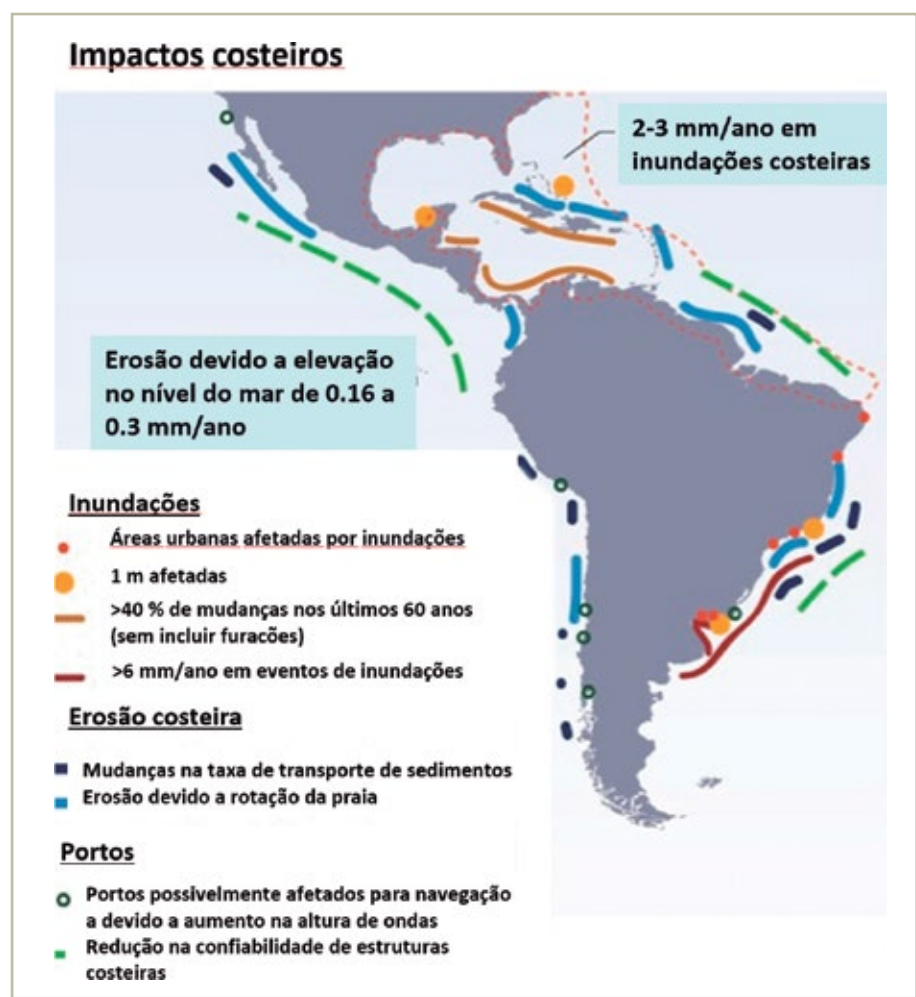 Impactos costeiros
2-3 mm/ano em
inundações costeiras
Erosão devido a elevação
no nível do mar de 0.16 a
0.3 mm/ano
Inundações
Áreas urbanas afetadas por inundações
1 m afetadas
>40 % de mudanças nos últimos 60 anos
(sem incluir furacões)
>6 mm/ano em eventos de inundações
Erosão costeira
Mudanças na taxa de transporte de sedimentos
Erosão devido a rotação da praia
Portos
Portos possivelmente afetados para navegação
a devido a aumento na altura de ondas
Redução na confiabilidade de estruturas
costeiras